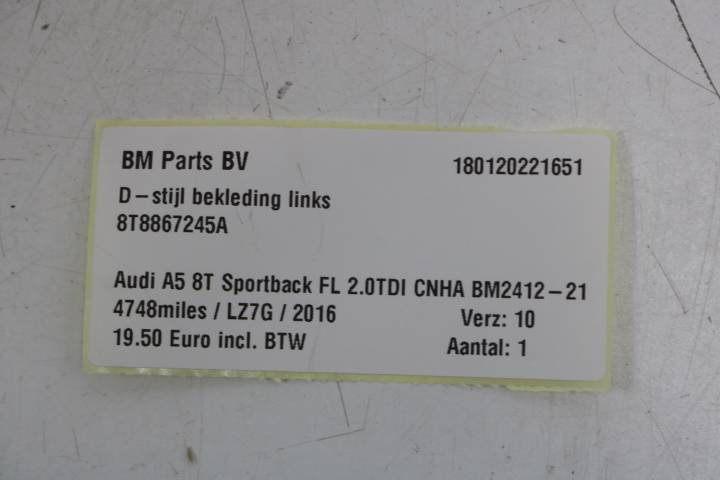 BM Parts BV 180120221651
D-stijl bekleding links
8T8867245A
Audi A5 8T Sportback FL 2.0TDI CNHA BM2412-21
4748miles / LZ7G / 2016 Verz: 10
19.50 Euro incl. BTW Aantal: 1